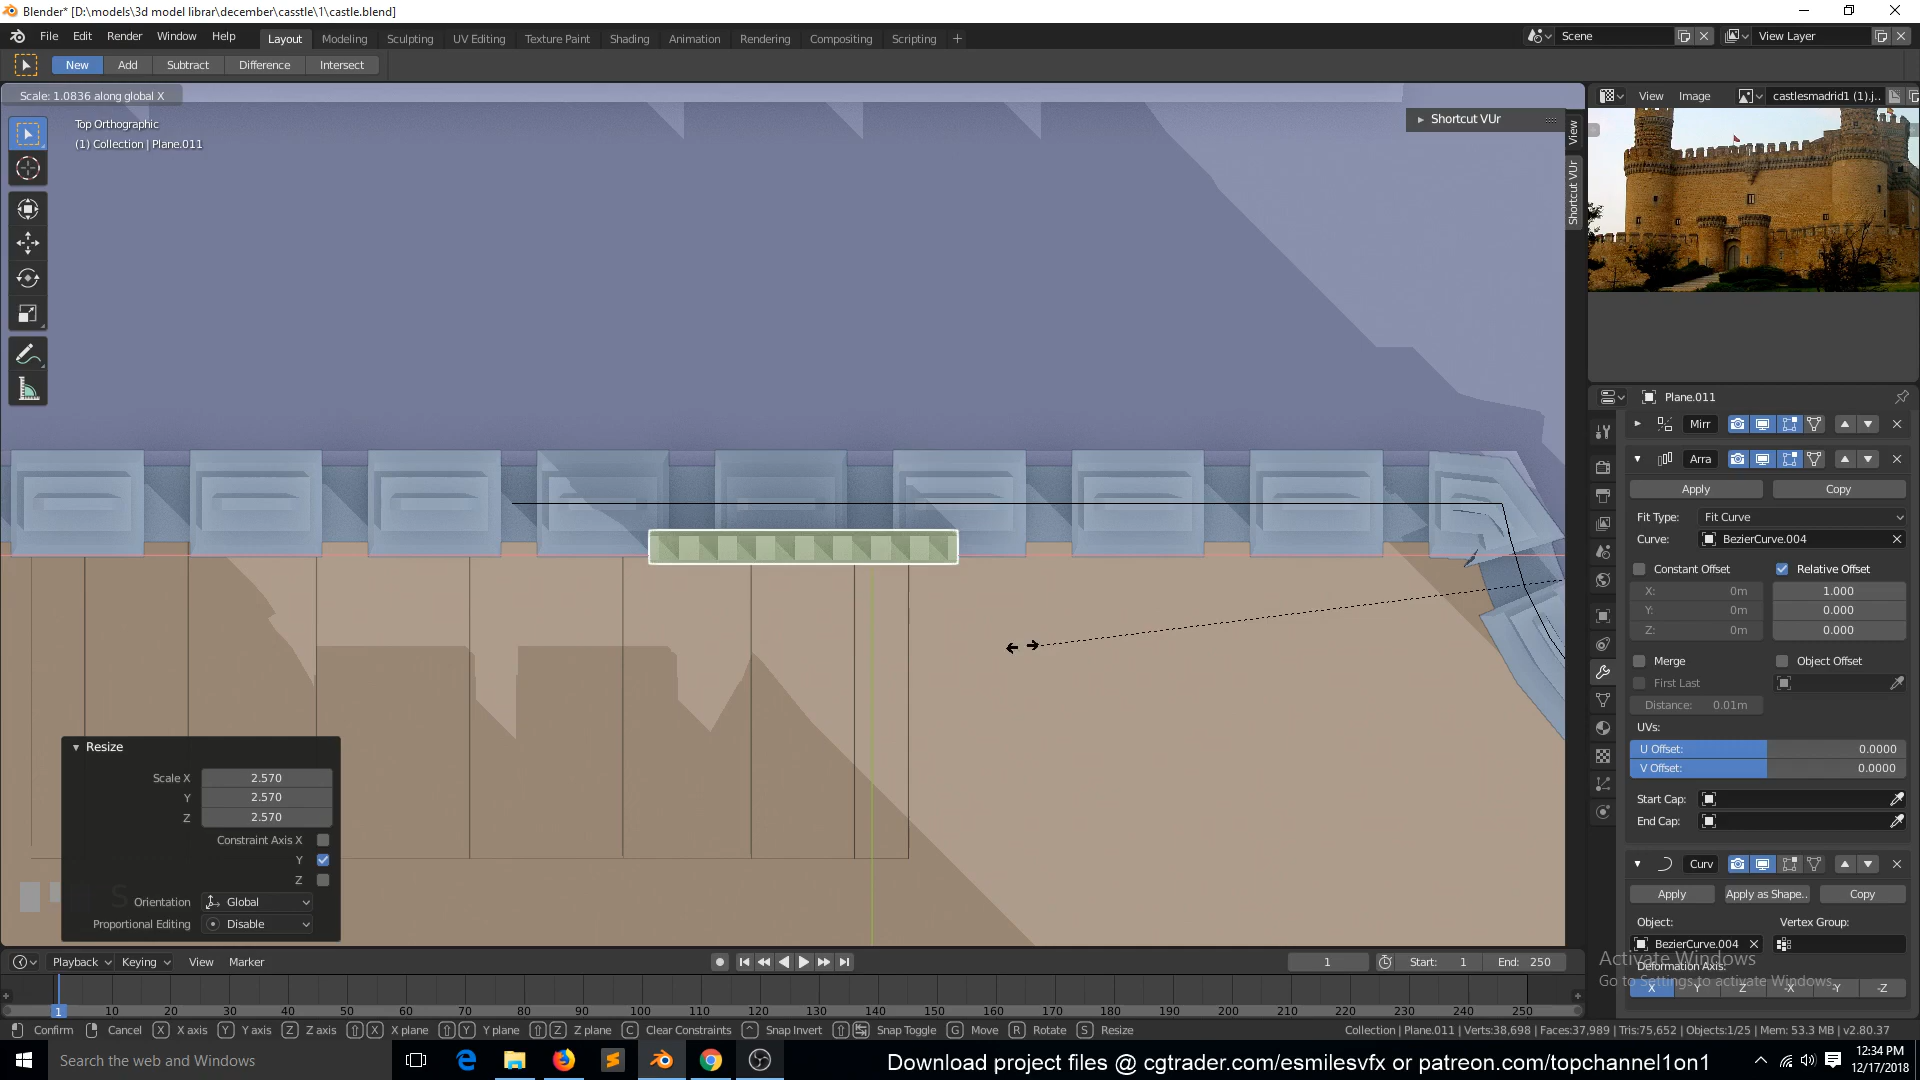 Blender* [D:\models\3d model librar\december\casstle\1\castle.blend]
File Edit Render Window Help Layout Modeling Sculpting UV Editing Texture Paint Shading Animation Rendering Compositing Scripting + Scene View Layer
New Add Subtract Difference Intersect
Scale: 1.0836 along global X
View Image castlesmadrid1 (1).j..
Top Orthographic
(1) Collection | Plane.011
Shortcut VUr
View
Shortcut VUr
Plane.011
Mirr
Arra
Apply Copy
Fit Type: Fit Curve
Curve: BezierCurve.004
Constant Offset Relative Offset
X: 0m 1.000
Y: 0m 0.000
Z: 0m 0.000
Merge Object Offset
First Last
Distance: 0.01m
UVs:
U Offset: 0.0000
V Offset: 0.0000
Start Cap:
End Cap:
Curv
Apply Apply as Shape.. Copy
Object: Vertex Group:
BezierCurve.004
Deformation Axis:
X Y Z -X -Y -Z
Activate Windows
Go to Settings to activate Windows.
Resize
Scale X 2.570
Y 2.570
Z 2.570
Constraint Axis X
Y
Z
Orientation Global
Proportional Editing Disable
S
Playback Keying View Marker 1 Start: 1 End: 250
1 10 20 30 40 50 60 70 80 90 100 110 120 130 140 150 160 170 180 190 200 210 220 230 240 250
Confirm Cancel X X axis Y Y axis Z Z axis X X plane Y Y plane Z Z plane C Clear Constraints Snap Invert Snap Toggle G Move R Rotate S Resize Collection | Plane.011 | Verts:38,698 | Faces:37,989 | Tris:75,652 | Objects:1/25 | Mem: 53.3 MB | v2.80.37
Search the web and Windows
Download project files @ cgtrader.com/esmilesvfx or patreon.com/topchannel1on1
12:34 PM
12/17/2018